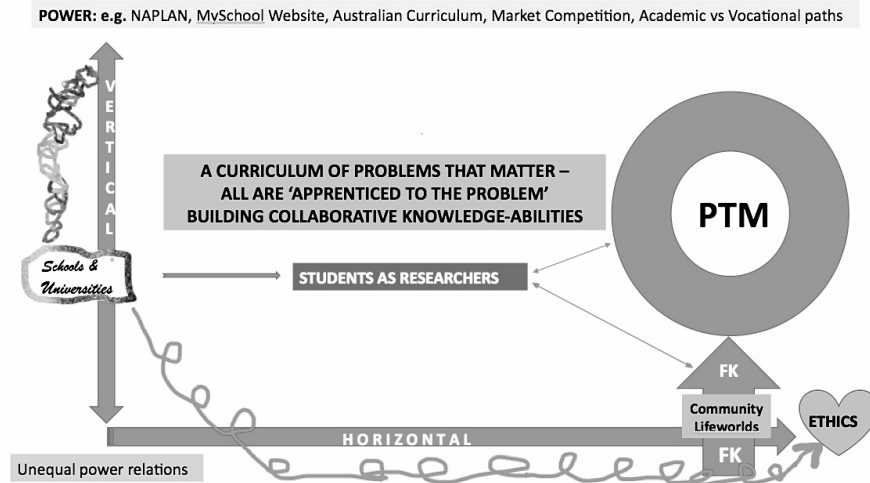 POWER: e.g. NAPLAN, MySchool Website, Australian Curriculum, Market Competition, Academic vs Vocational paths
VERTICAL
A CURRICULUM OF PROBLEMS THAT MATTER –
ALL ARE ‘APPRENTICED TO THE PROBLEM’
BUILDING COLLABORATIVE KNOWLEDGE-ABILITIES
PTM
Schools &
Universities
STUDENTS AS RESEARCHERS
FK
Community
Lifeworlds
ETHICS
HORIZONTAL
FK
Unequal power relations